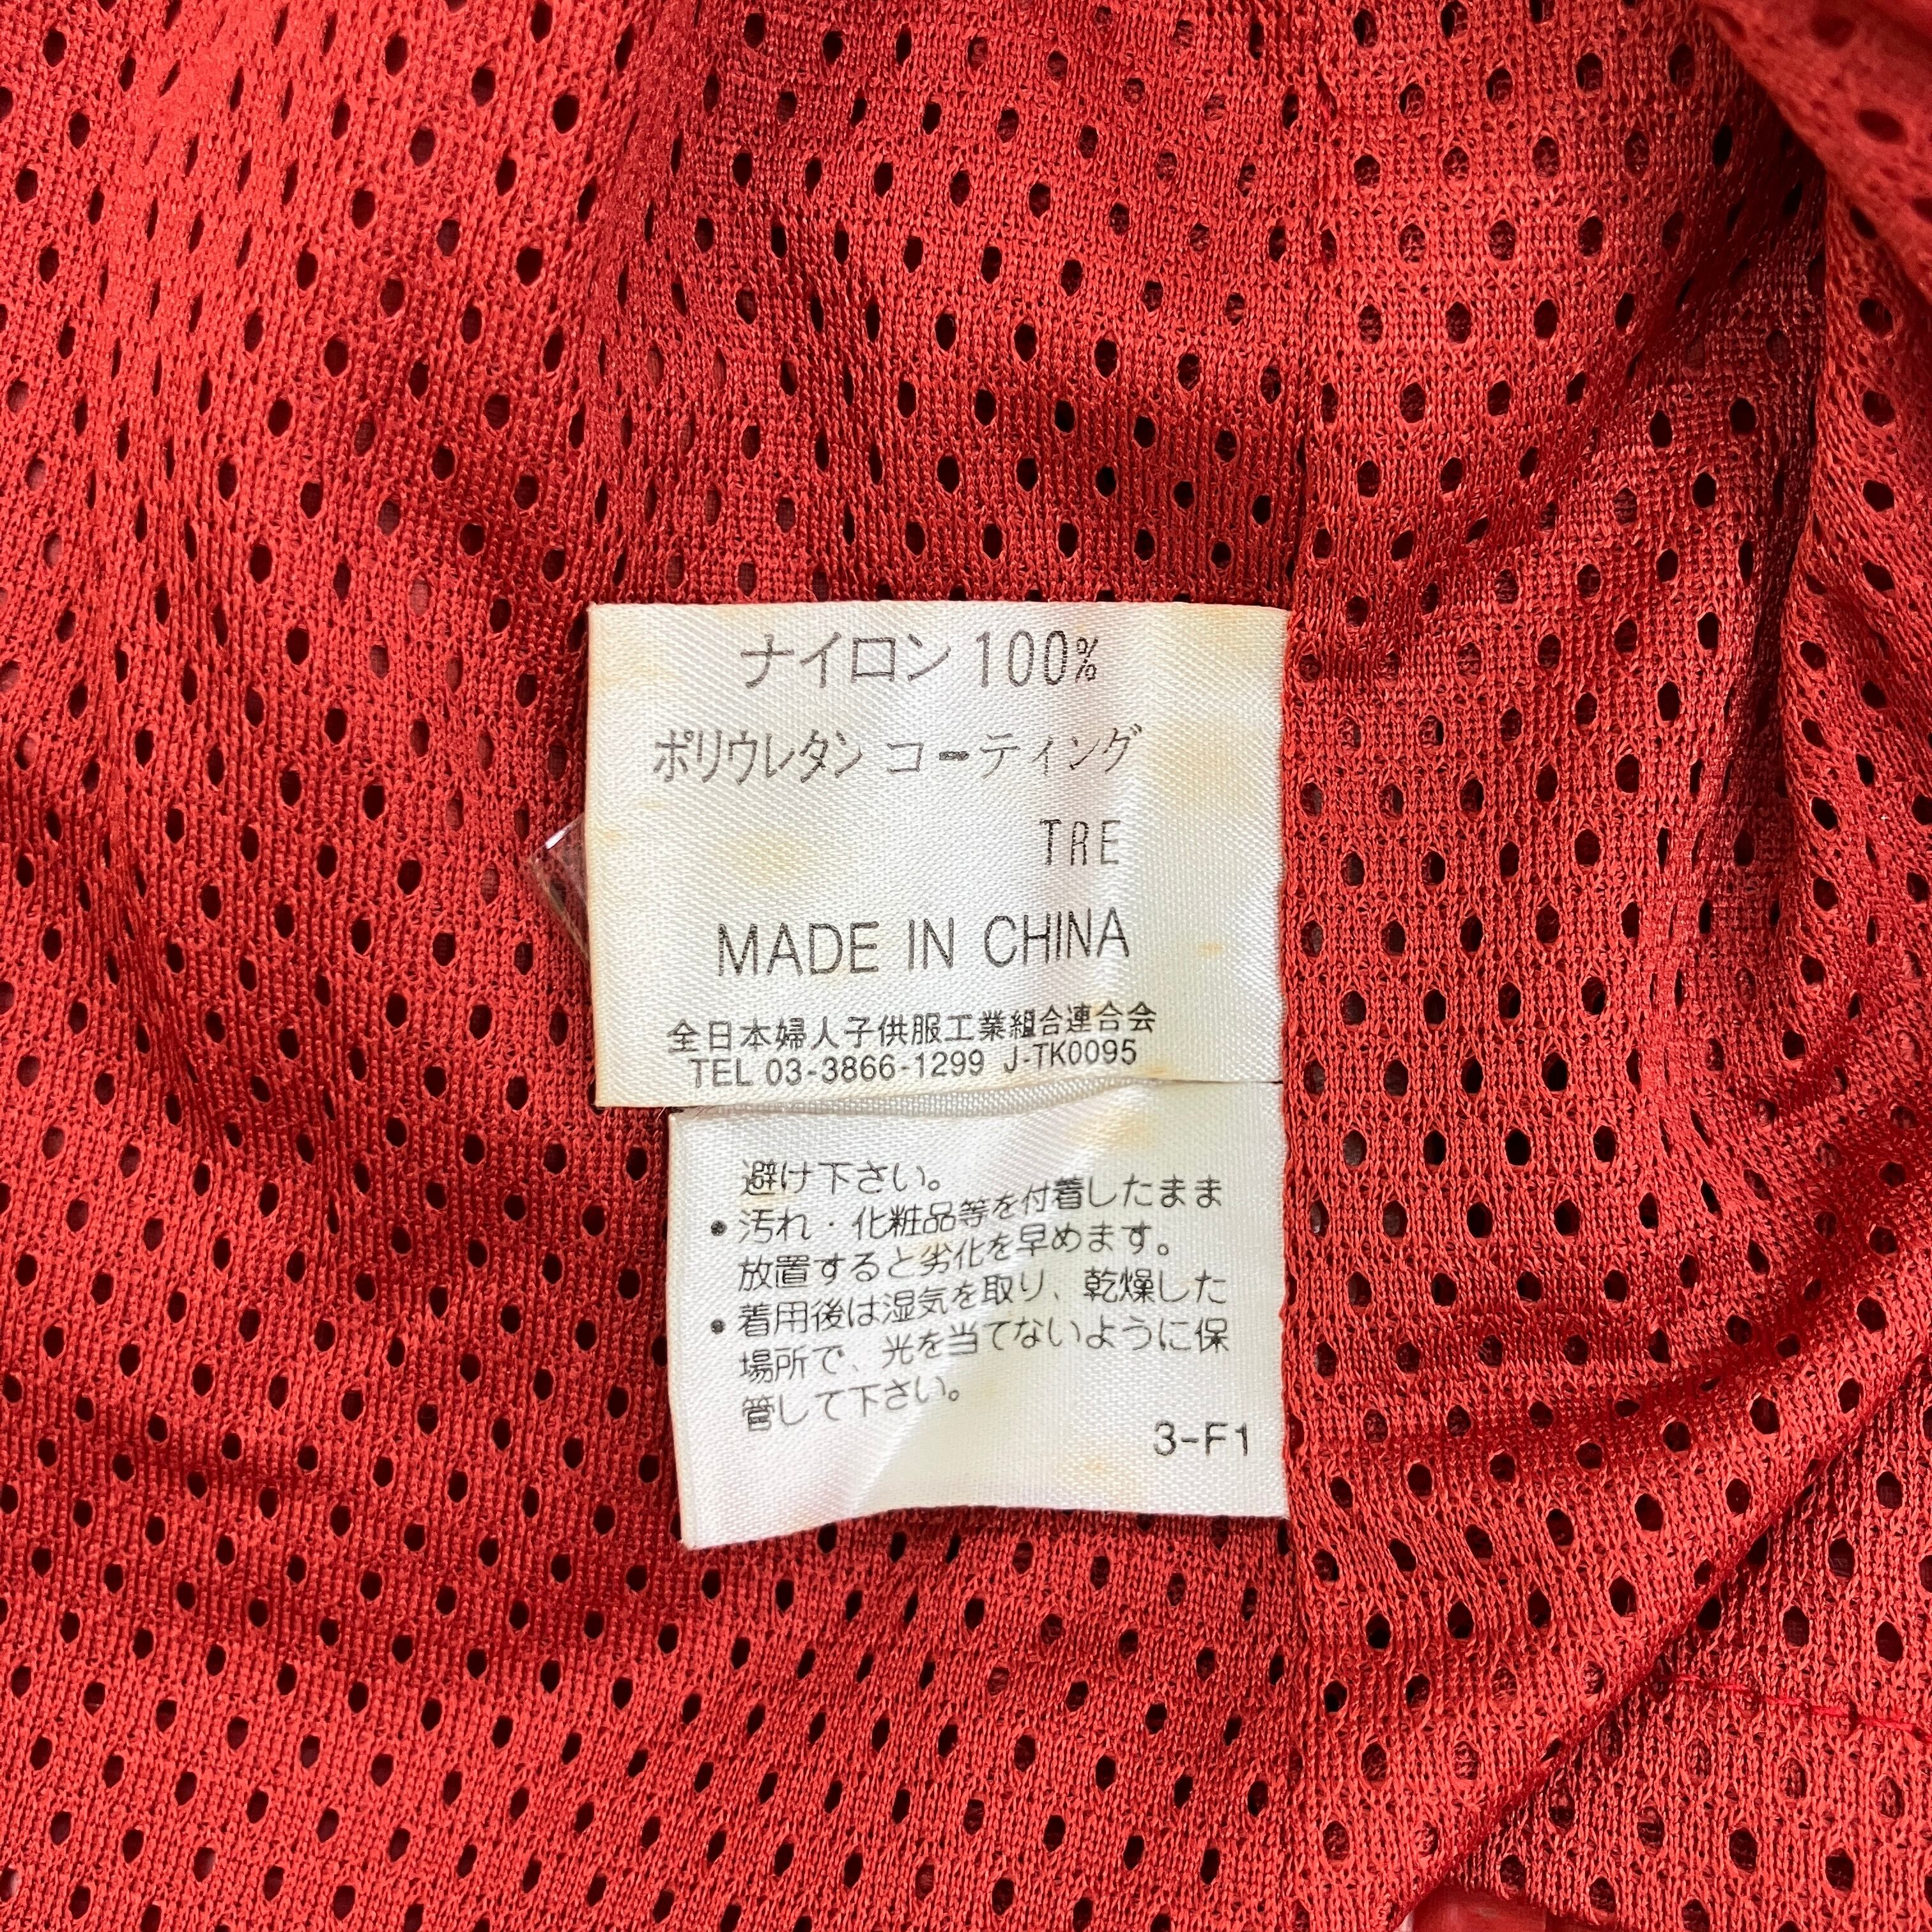 ナイロン 100%
ポリウレタン コーティング
TRE
MADE IN CHINA
全日本婦人子供服工業組合連合会
TEL 03-3866-1299 J-TK0095
避け下さい。
• 汚れ・化粧品等を付着したまま
放置すると劣化を早めます。
• 着用後は湿気を取り、乾燥した
場所で、光を当てないように保
管して下さい。
3-F1